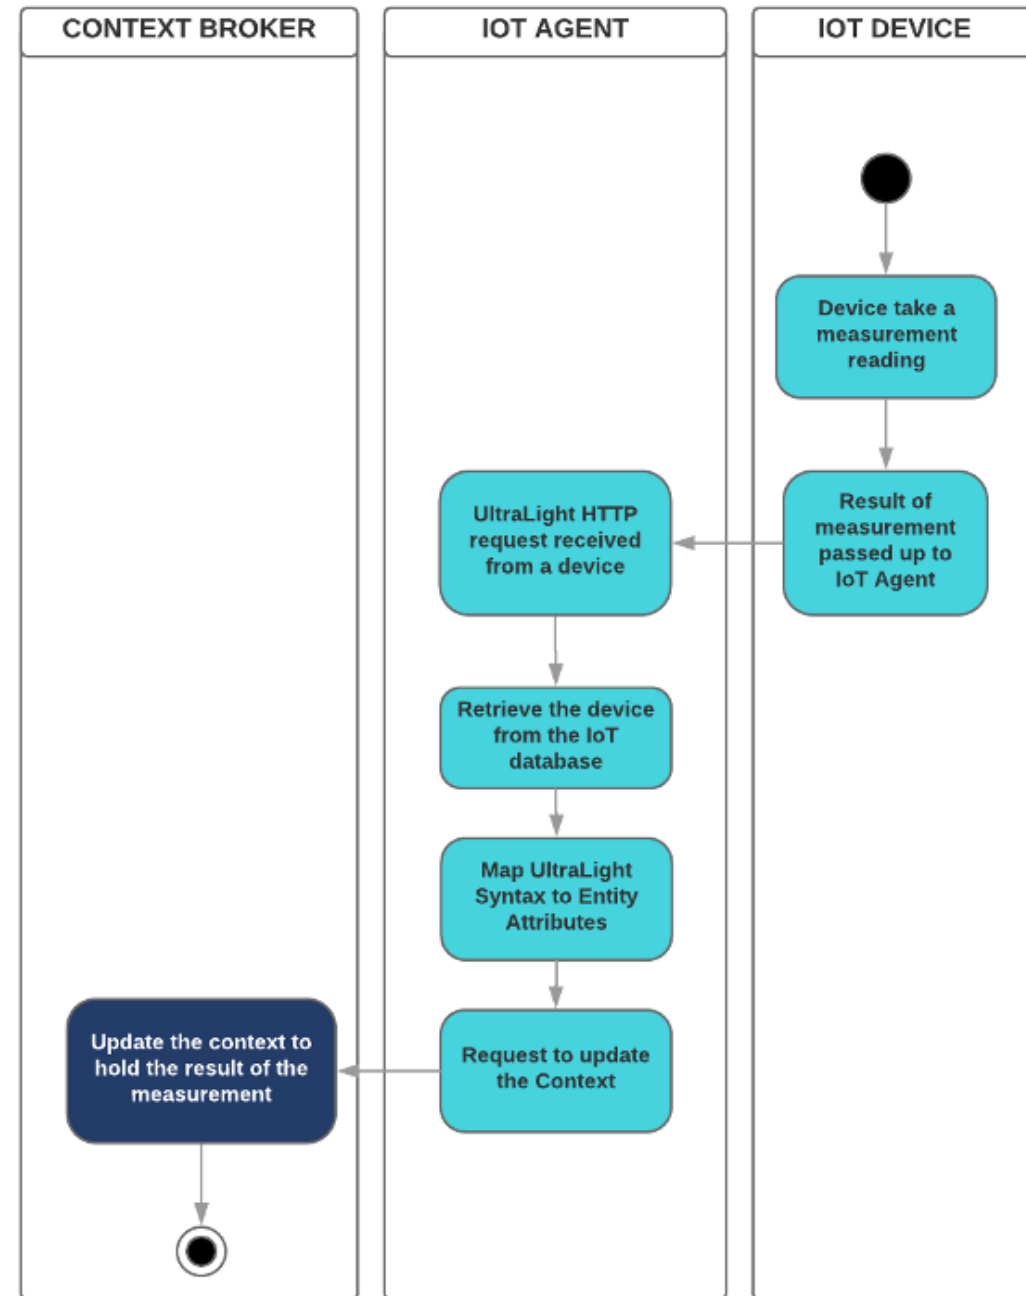 CONTEXT BROKER
IOT AGENT
IOT DEVICE
Device take a
measurement
reading
Result of
measurement
passed up to
IoT Agent
UltraLight HTTP
request received
from a device
Retrieve the device
from the IoT
database
Map UltraLight
Syntax to Entity
Attributes
Request to update
the Context
Update the context to
hold the result of the
measurement